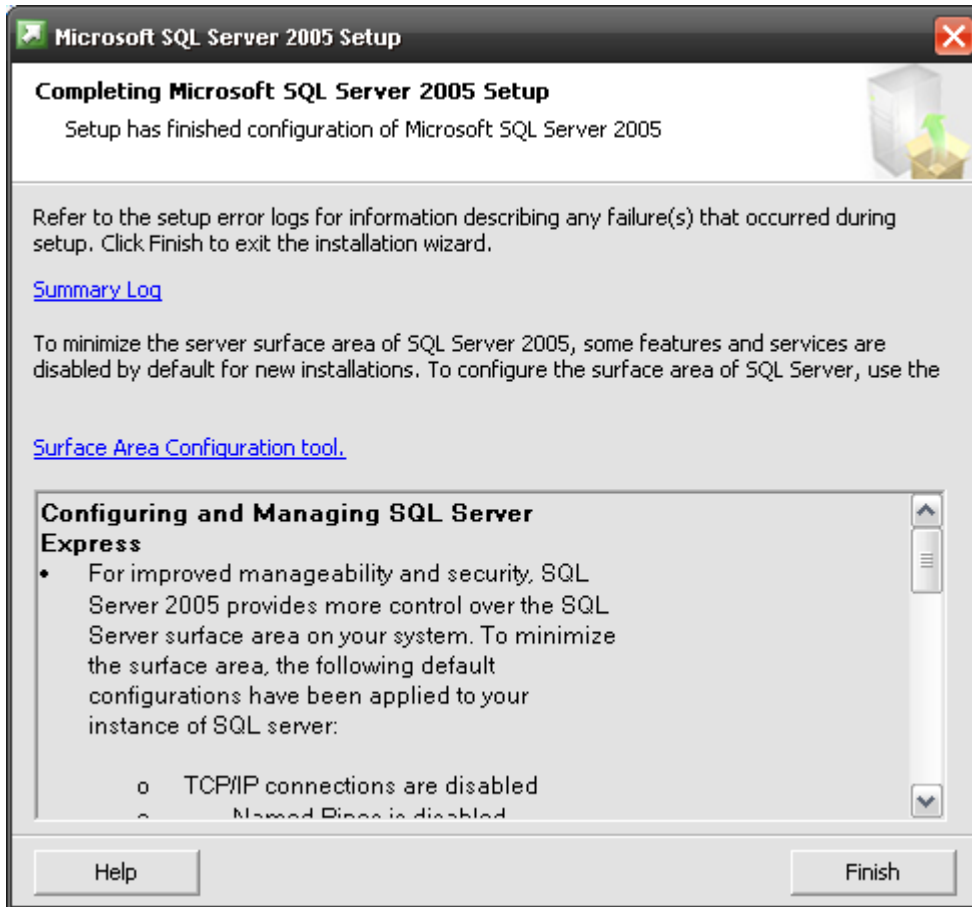 Microsoft SQL Server 2005 Setup
Completing Microsoft SQL Server 2005 Setup
Setup has finished configuration of Microsoft SQL Server 2005
Refer to the setup error logs for information describing any failure(s) that occurred during
setup. Click Finish to exit the installation wizard.
Summary Log
To minimize the server surface area of SQL Server 2005, some features and services are
disabled by default for new installations. To configure the surface area of SQL Server, use the
Surface Area Configuration tool.
Configuring and Managing SQL Server
Express
• For improved manageability and security, SQL
Server 2005 provides more control over the SQL
Server surface area on your system. To minimize
the surface area, the following default
configurations have been applied to your
instance of SQL server:
o TCP/IP connections are disabled
o Named Pipes is disabled
Help
Finish